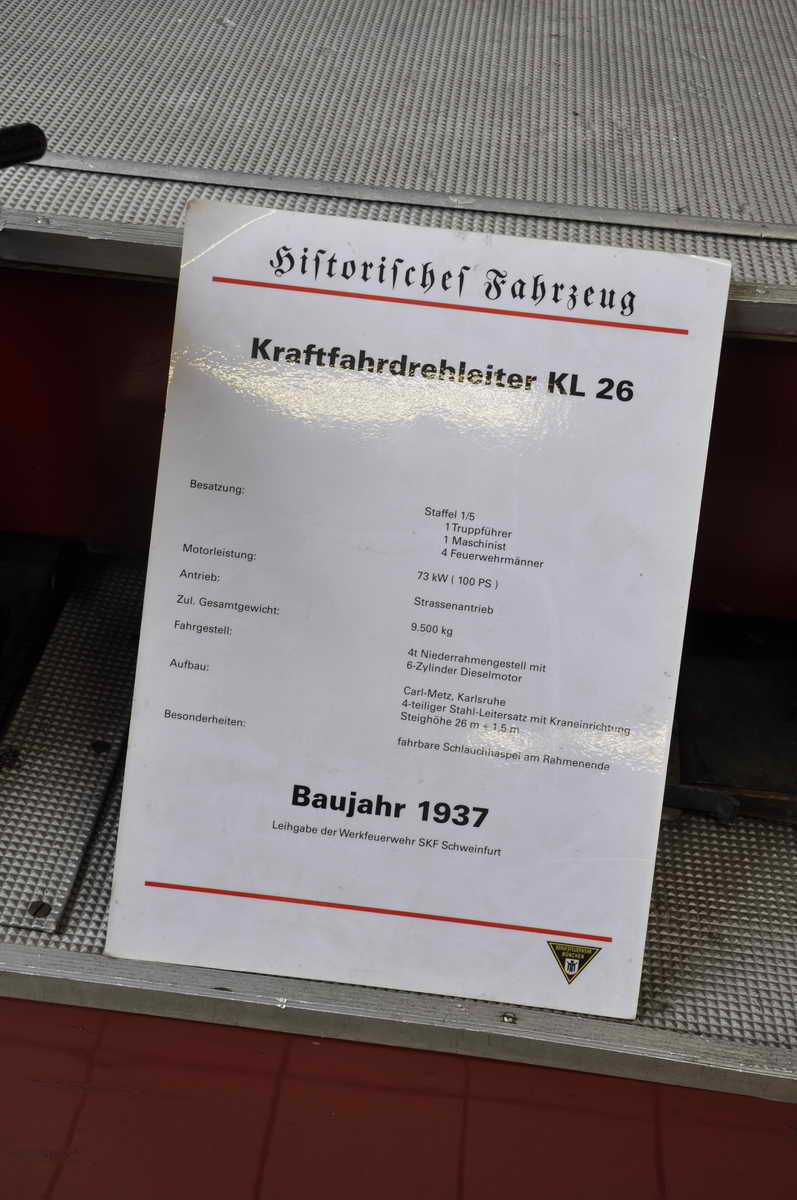 Hiſtoriſcheſ Fahrzeug
Kraftfahrdrehleiter KL 26
Besatzung:
Staffel 1/5
1 Truppführer
1 Maschinist
4 Feuerwehrmänner
Motorleistung:
73 kW ( 100 PS )
Antrieb:
Strassenantrieb
Zul. Gesamtgewicht:
9.500 kg
Fahrgestell:
4t Niederrahmengestell mit
6-Zylinder Dieselmotor
Aufbau:
Carl-Metz, Karlsruhe
4-teiliger Stahl-Leitersatz mit Kraneinrichtung
Steighöhe 26 m + 1,5 m
Besonderheiten:
fahrbare Schlauchhaspel am Rahmenende
Baujahr 1937
Leihgabe der Werkfeuerwehr SKF Schweinfurt
BERUFSFEUERWEHR
MÜNCHEN